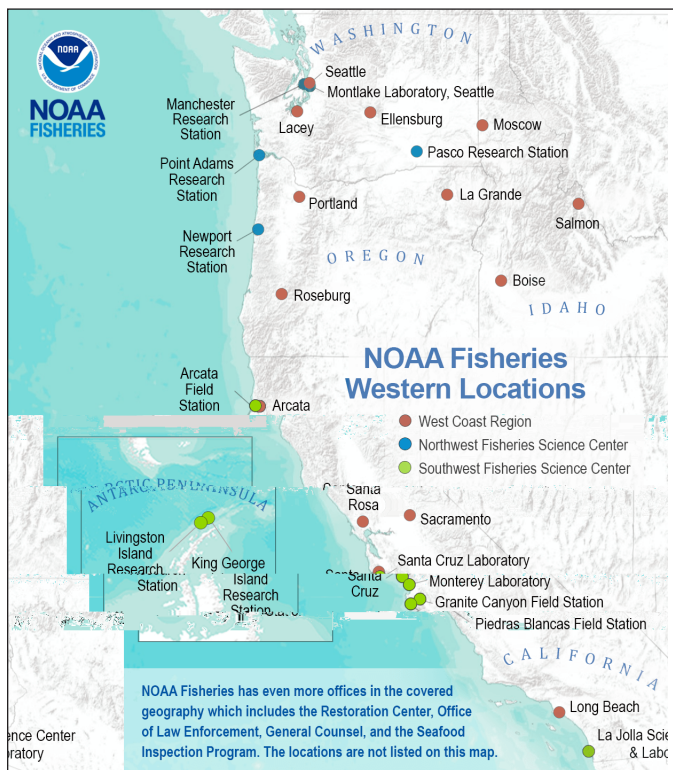 NOAA
NOAA
FISHERIES
WASHINGTON
Seattle
Montlake Laboratory, Seattle
Manchester
Research
Station
Lacey
Ellensburg
Moscow
Point Adams
Research
Station
Pasco Research Station
Portland
La Grande
Salmon
Newport
Research
Station
OREGON
Boise
Roseburg
IDAHO
NOAA Fisheries
Western Locations
Arcata
Field
Station
Arcata
West Coast Region
Northwest Fisheries Science Center
Southwest Fisheries Science Center
ANTARCTIC PENINSULA
Santa
Rosa
Sacramento
Livingston
Island
Research
Station
King George
Island
Research
Station
Santa Cruz Laboratory
Santa
Cruz
Monterey Laboratory
Granite Canyon Field Station
Piedras Blancas Field Station
CALIFORNIA
NOAA Fisheries has even more offices in the covered
geography which includes the Restoration Center, Office
of Law Enforcement, General Counsel, and the Seafood
Inspection Program. The locations are not listed on this map.
Long Beach
ence Center
oratory
La Jolla Scie
& Labo